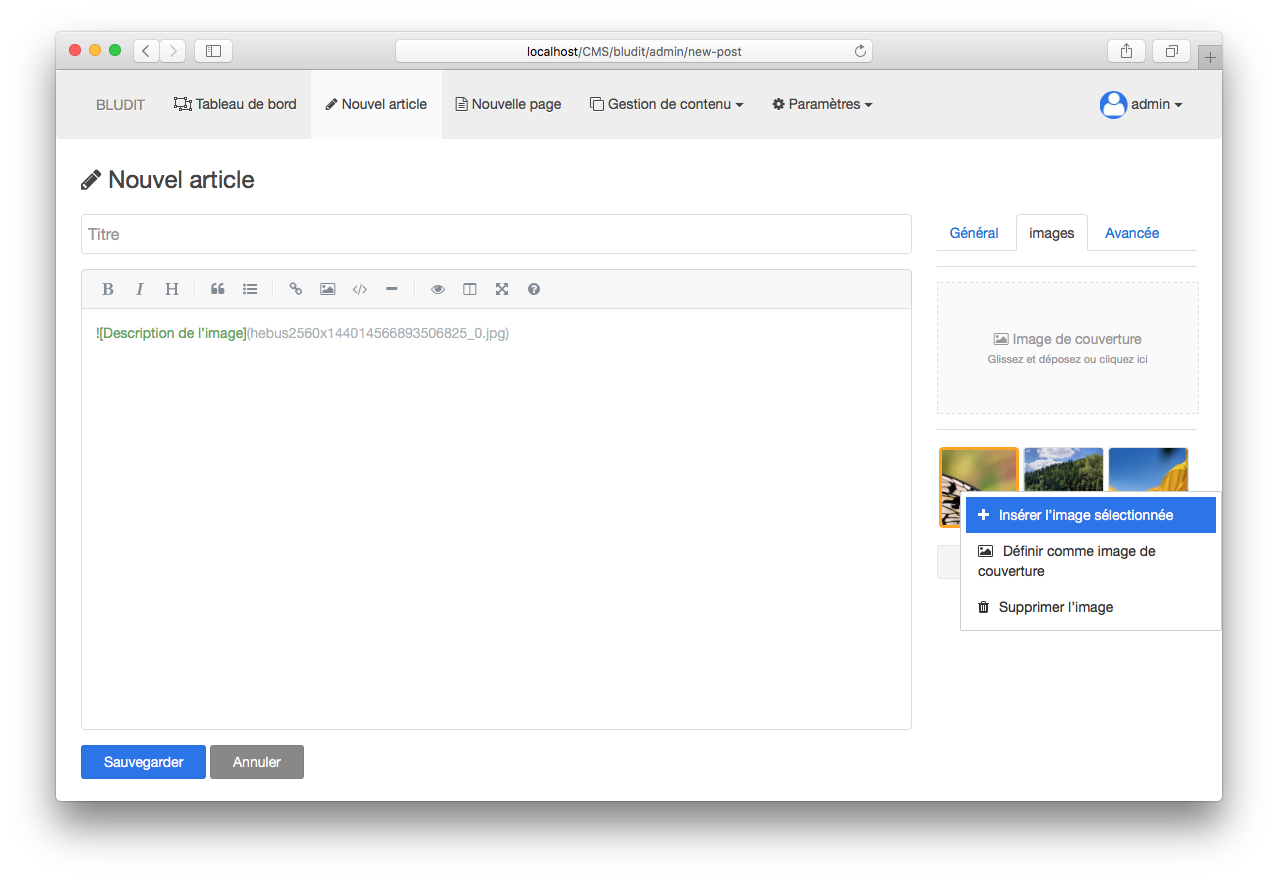 localhost/CMS/bludit/admin/new-post
BLUDIT Tableau de bord Nouvel article Nouvelle page Gestion de contenu Paramètres admin
Nouvel article
Titre
Général images Avancée
B I H
![Description de l'image](hebus2560x144014566893506825_0.jpg)
Image de couverture
Glissez et déposez ou cliquez ici
Insérer l'image sélectionnée
Définir comme image de
couverture
Supprimer l'image
Sauvegarder Annuler